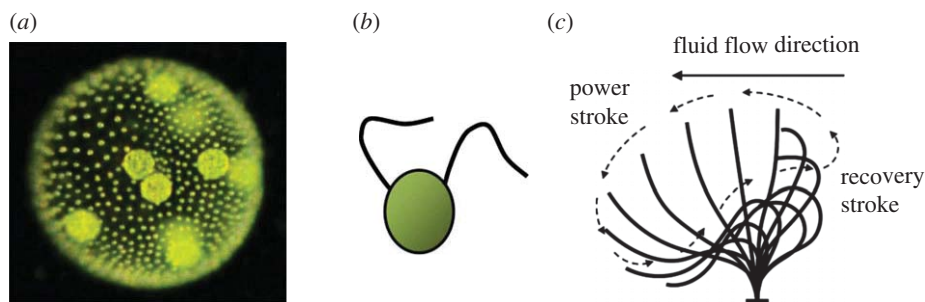 (a)
(b)
(c)
fluid flow direction
power
stroke
recovery
stroke